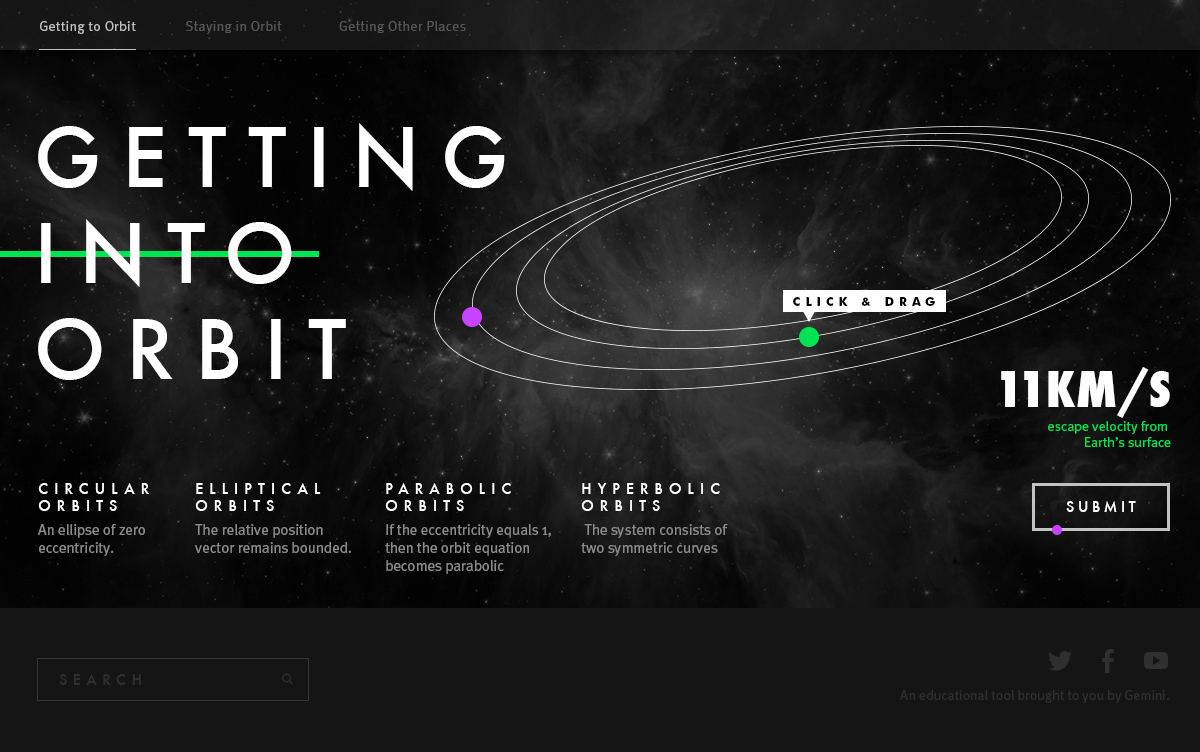 Getting to Orbit
Staying in Orbit
Getting Other Places
GETTING
INTO
ORBIT
CLICK & DRAG
11KM/S
escape velocity from
Earth's surface
CIRCULAR
ORBITS
An ellipse of zero
eccentricity.
ELLIPTICAL
ORBITS
The relative position
vector remains bounded.
PARABOLIC
ORBITS
If the eccentricity equals 1,
then the orbit equation
becomes parabolic
HYPERBOLIC
ORBITS
The system consists of
two symmetric curves
SUBMIT
SEARCH
An educational tool brought to you by Gemini.